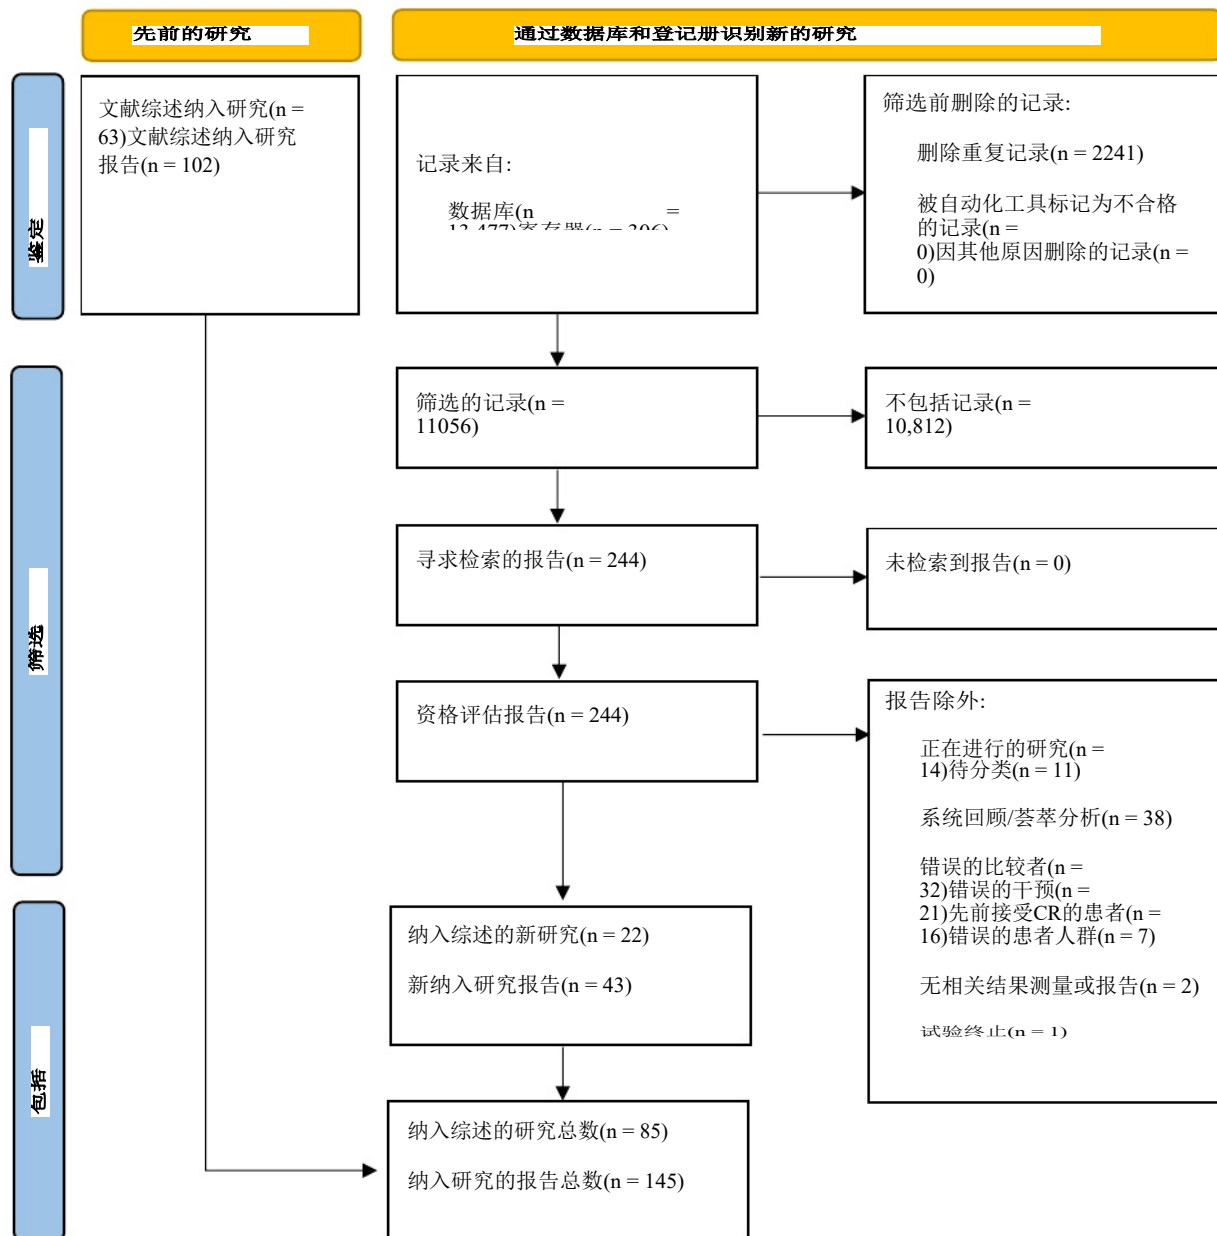 先前的研究
通过数据库和登记册识别新的研究
鉴定
文献综述纳入研究(n =
63)文献综述纳入研究
报告(n = 102)
记录来自:
数据库(n =
13,477)寄存器(n = 306)
筛选前删除的记录:
删除重复记录(n = 2241)
被自动化工具标记为不合格
的记录(n =
0)因其他原因删除的记录(n =
0)
筛选
筛选的记录(n =
11056)
不包括记录(n =
10,812)
寻求检索的报告(n = 244)
未检索到报告(n = 0)
资格评估报告(n = 244)
报告除外:
正在进行的研究(n =
14)待分类(n = 11)
系统回顾/荟萃分析(n = 38)
错误的比较者(n =
32)错误的干预(n =
21)先前接受CR的患者(n =
16)错误的患者人群(n = 7)
无相关结果测量或报告(n = 2)
试验终止(n = 1)
包括
纳入综述的新研究(n = 22)
新纳入研究报告(n = 43)
纳入综述的研究总数(n = 85)
纳入研究的报告总数(n = 145)